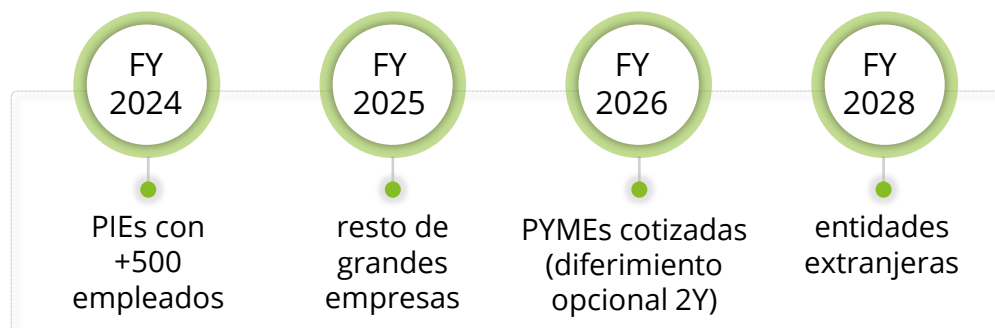 FY
2024
FY
2025
FY
2026
FY
2028
PIEs con
+500
empleados
resto de
grandes
empresas
PYMEs cotizadas
(diferimiento
opcional 2Y)
entidades
extranjeras